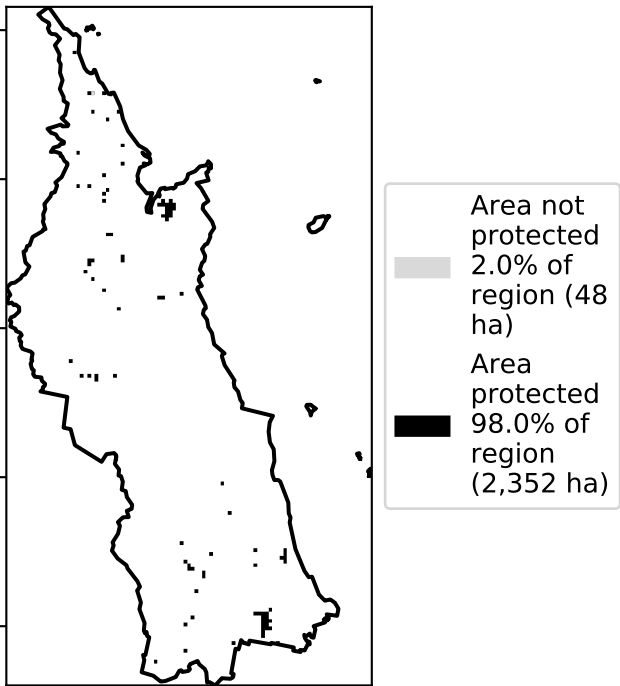 Area not
protected
2.0% of
region (48
ha)
Area
protected
98.0% of
region
(2,352 ha)